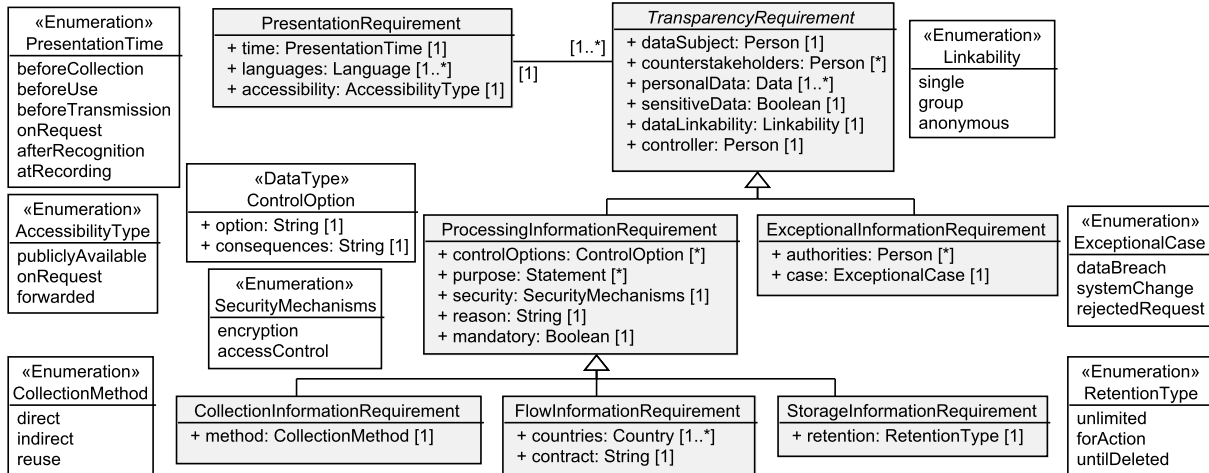 «Enumeration»
PresentationTime
beforeCollection
beforeUse
beforeTransmission
onRequest
afterRecognition
atRecording
PresentationRequirement
+ time: PresentationTime [1]
+ languages: Language [1..*]
+ accessibility: AccessibilityType [1]
[1..*]
[1]
TransparencyRequirement
+ dataSubject: Person [1]
+ counterstakeholders: Person [*]
+ personalData: Data [1..*]
+ sensitiveData: Boolean [1]
+ dataLinkability: Linkability [1]
+ controller: Person [1]
«Enumeration»
Linkability
single
group
anonymous
«DataType»
ControlOption
+ option: String [1]
+ consequences: String [1]
«Enumeration»
AccessibilityType
publiclyAvailable
onRequest
forwarded
«Enumeration»
SecurityMechanisms
encryption
accessControl
ProcessingInformationRequirement
+ controlOptions: ControlOption [*]
+ purpose: Statement [*]
+ security: SecurityMechanisms [1]
+ reason: String [1]
+ mandatory: Boolean [1]
ExceptionalInformationRequirement
+ authorities: Person [*]
+ case: ExceptionalCase [1]
«Enumeration»
ExceptionalCase
dataBreach
systemChange
rejectedRequest
«Enumeration»
CollectionMethod
direct
indirect
reuse
CollectionInformationRequirement
+ method: CollectionMethod [1]
FlowInformationRequirement
+ countries: Country [1..*]
+ contract: String [1]
StorageInformationRequirement
+ retention: RetentionType [1]
«Enumeration»
RetentionType
unlimited
forAction
untilDeleted